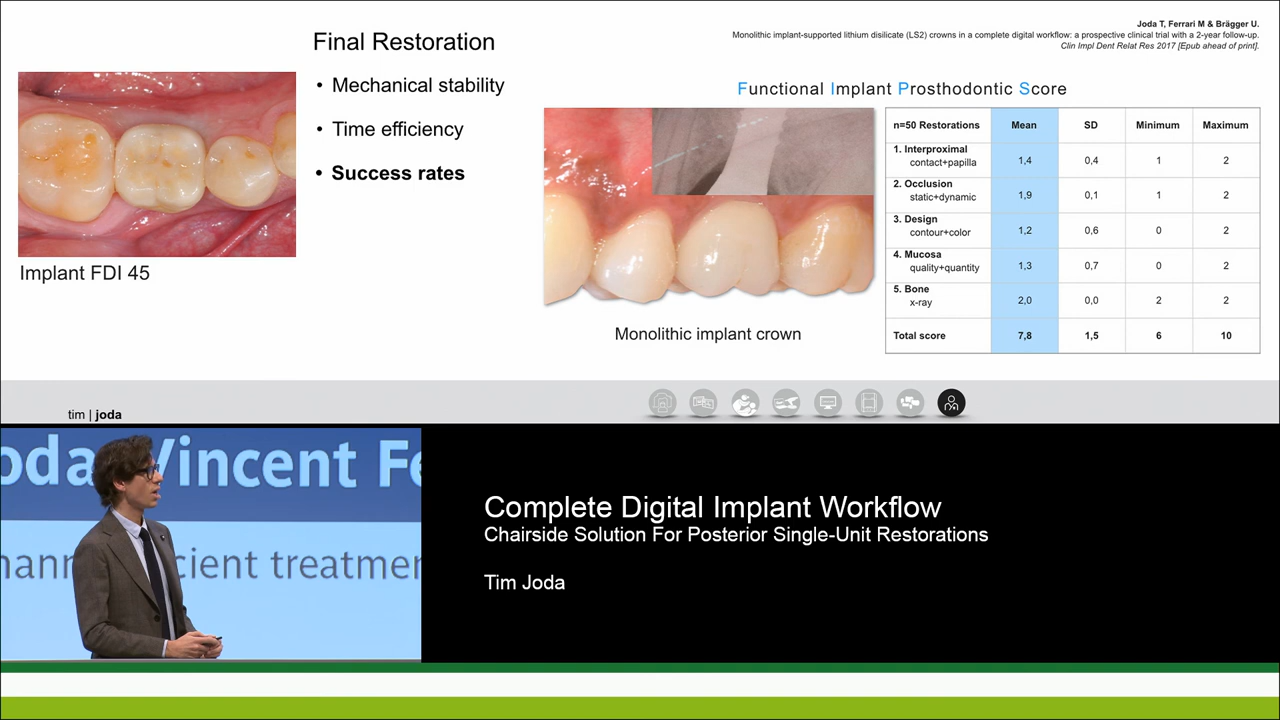 Final Restoration
• Mechanical stability
• Time efficiency
• Success rates
Implant FDI 45
Joda T, Ferrari M & Brägger U.
Monolithic implant-supported lithium disilicate (LS2) crowns in a complete digital workflow: a prospective clinical trial with a 2-year follow-up.
Clin Impl Dent Relat Res 2017 [Epub ahead of print].
Functional Implant Prosthodontic Score
Monolithic implant crown
n=50 Restorations Mean SD Minimum Maximum
1. Interproximal
contact+papilla 1,4 0,4 1 2
2. Occlusion
static+dynamic 1,9 0,1 1 2
3. Design
contour+color 1,2 0,6 0 2
4. Mucosa
quality+quantity 1,3 0,7 0 2
5. Bone
x-ray 2,0 0,0 2 2
Total score 7,8 1,5 6 10
tim | joda
oda Vincent Fe
cient treatmen
Complete Digital Implant Workflow
Chairside Solution For Posterior Single-Unit Restorations
Tim Joda